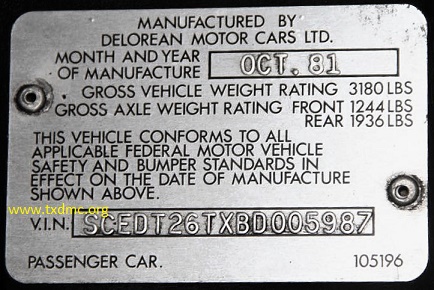 MANUFACTURED BY
DELOREAN MOTOR CARS LTD.
MONTH AND YEAR
OF MANUFACTURE OCT. 81
GROSS VEHICLE WEIGHT RATING 3180 LBS
GROSS AXLE WEIGHT RATING FRONT 1244 LBS
REAR 1936 LBS
THIS VEHICLE CONFORMS TO ALL
APPLICABLE FEDERAL MOTOR VEHICLE
SAFETY AND BUMPER STANDARDS IN
EFFECT ON THE DATE OF MANUFACTURE
SHOWN ABOVE.
www.txdmc.org
V.I.N. SCEDT26TXBD005987
PASSENGER CAR. 105196